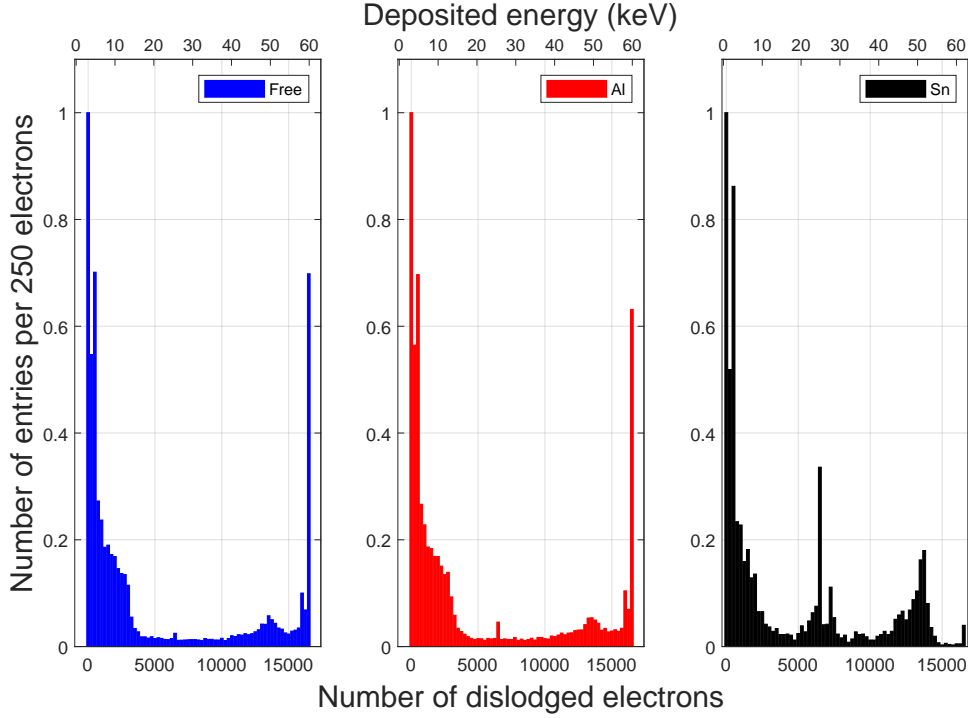 Deposited energy (keV)
0 10 20 30 40 50 60 0 10 20 30 40 50 60 0 10 20 30 40 50 60
Free
Al
Sn
Number of entries per 250 electrons
1 1 1
0.8 0.8 0.8
0.6 0.6 0.6
0.4 0.4 0.4
0.2 0.2 0.2
0 0 0
0 5000 10000 15000 0 5000 10000 15000 0 5000 10000 15000
Number of dislodged electrons